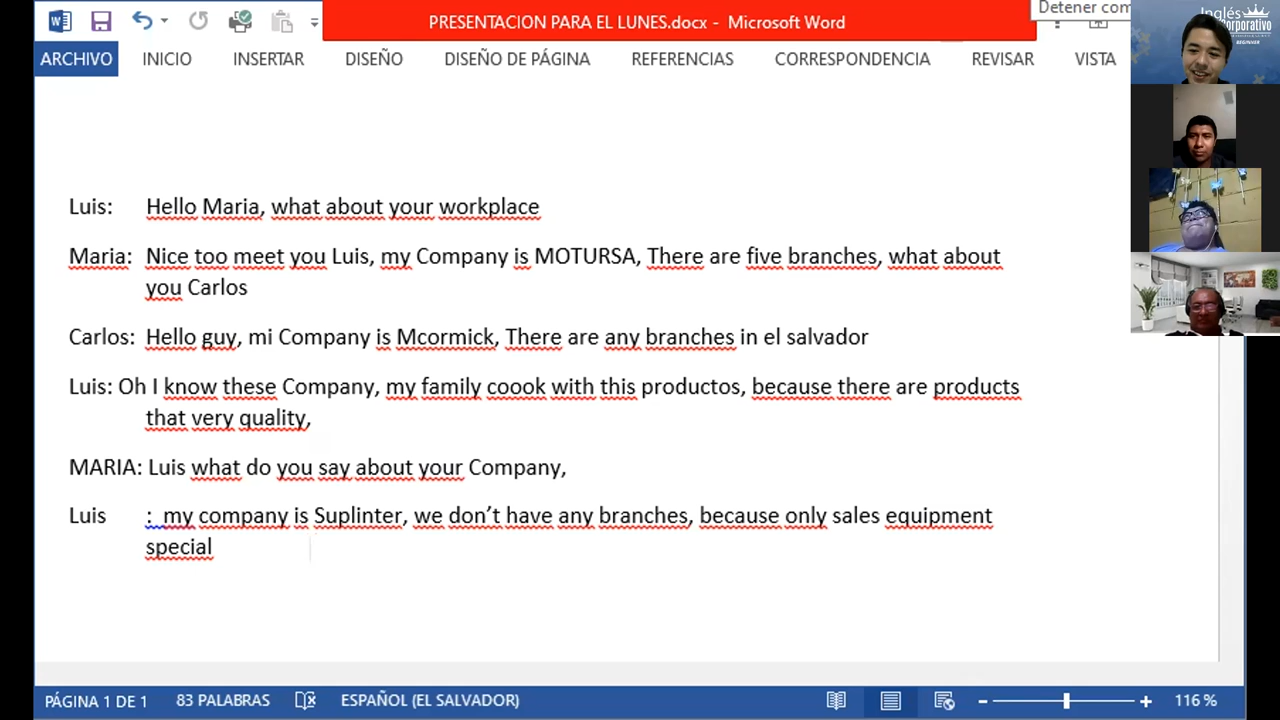 PRESENTACION PARA EL LUNES.docx - Microsoft Word
Detener com
Inglés
corporativo
BEGINNER
ARCHIVO INICIO INSERTAR DISEÑO DISEÑO DE PÁGINA REFERENCIAS CORRESPONDENCIA REVISAR VISTA
Luis: Hello Maria, what about your workplace
Maria: Nice too meet you Luis, my Company is MOTURSA, There are five branches, what about
you Carlos
Carlos: Hello guy, mi Company is Mcormick, There are any branches in el salvador
Luis: Oh I know these Company, my family coook with this productos, because there are products
that very quality,
MARIA: Luis what do you say about your Company,
Luis : my company is Suplinter, we don't have any branches, because only sales equipment
special
PÁGINA 1 DE 1 83 PALABRAS ESPAÑOL (EL SALVADOR) 116 %